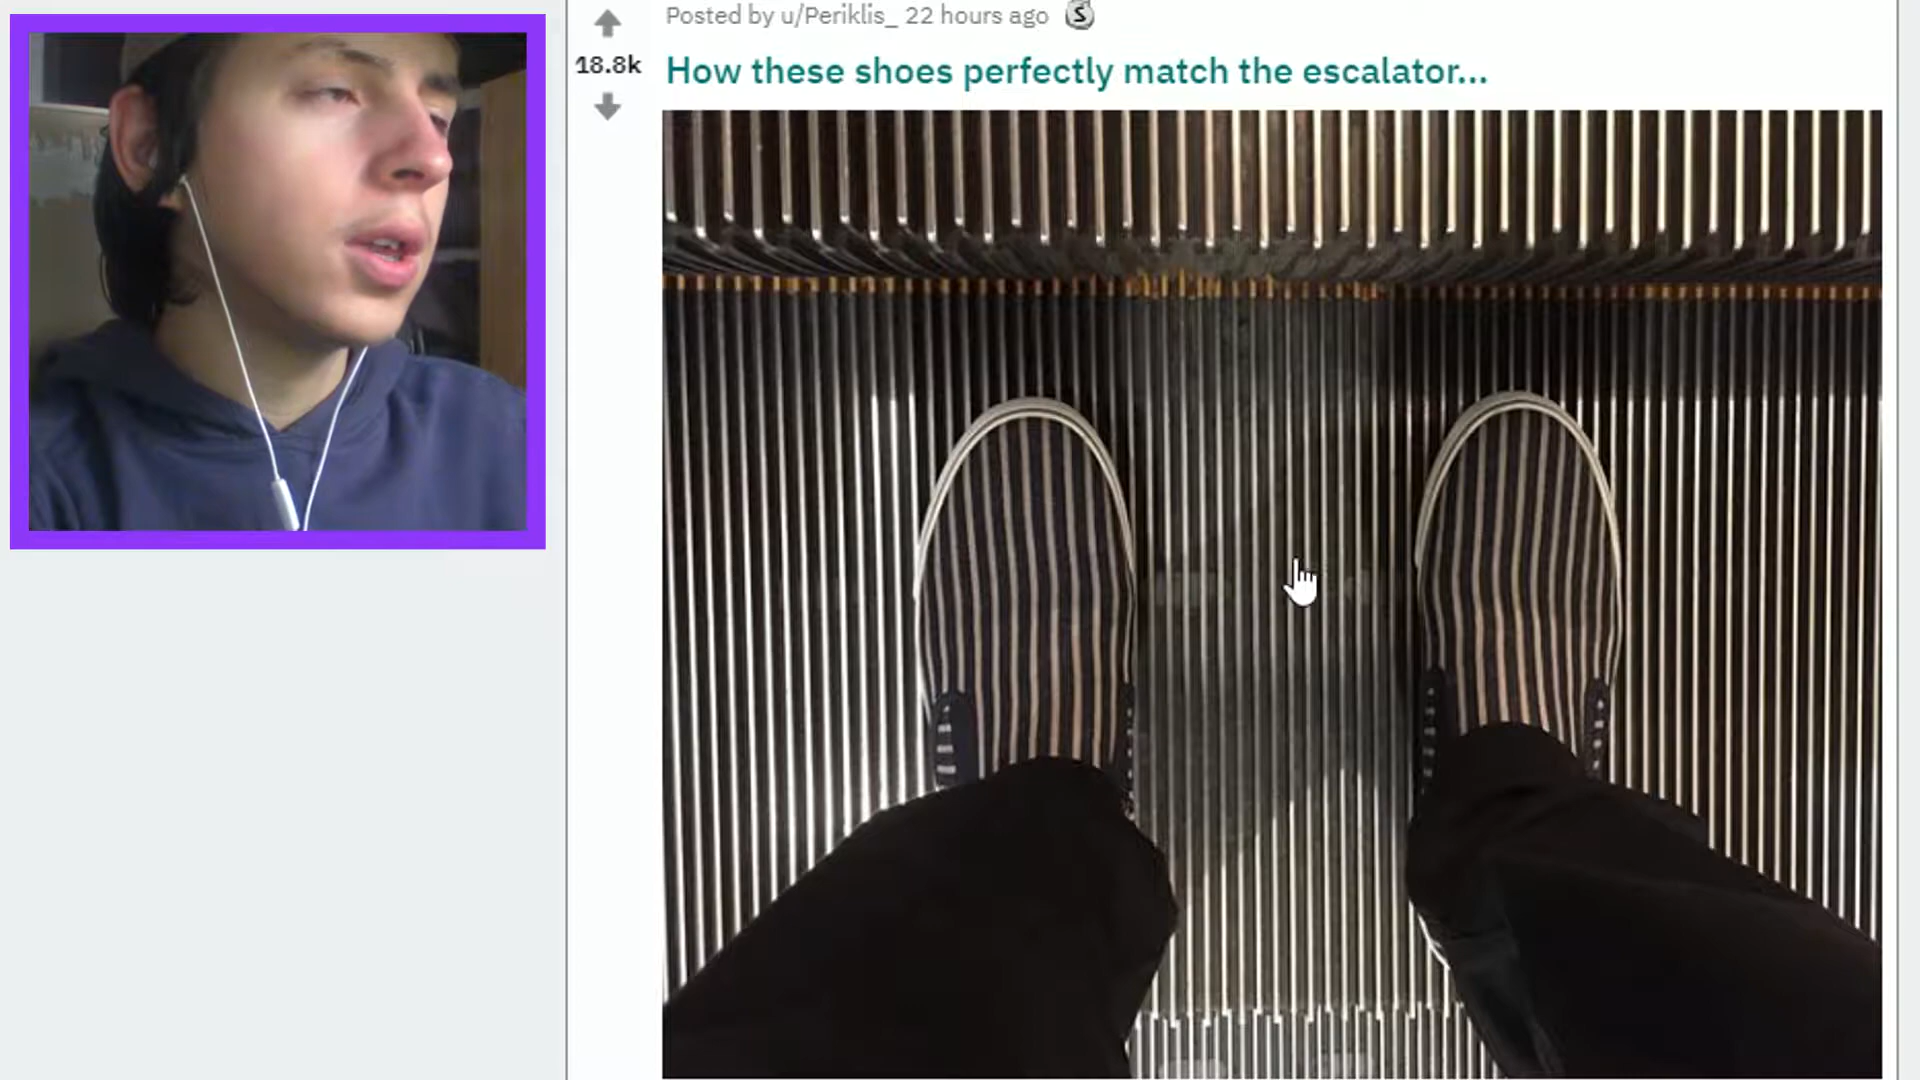 Posted by u/Periklis_ 22 hours ago
18.8k
How these shoes perfectly match the escalator...